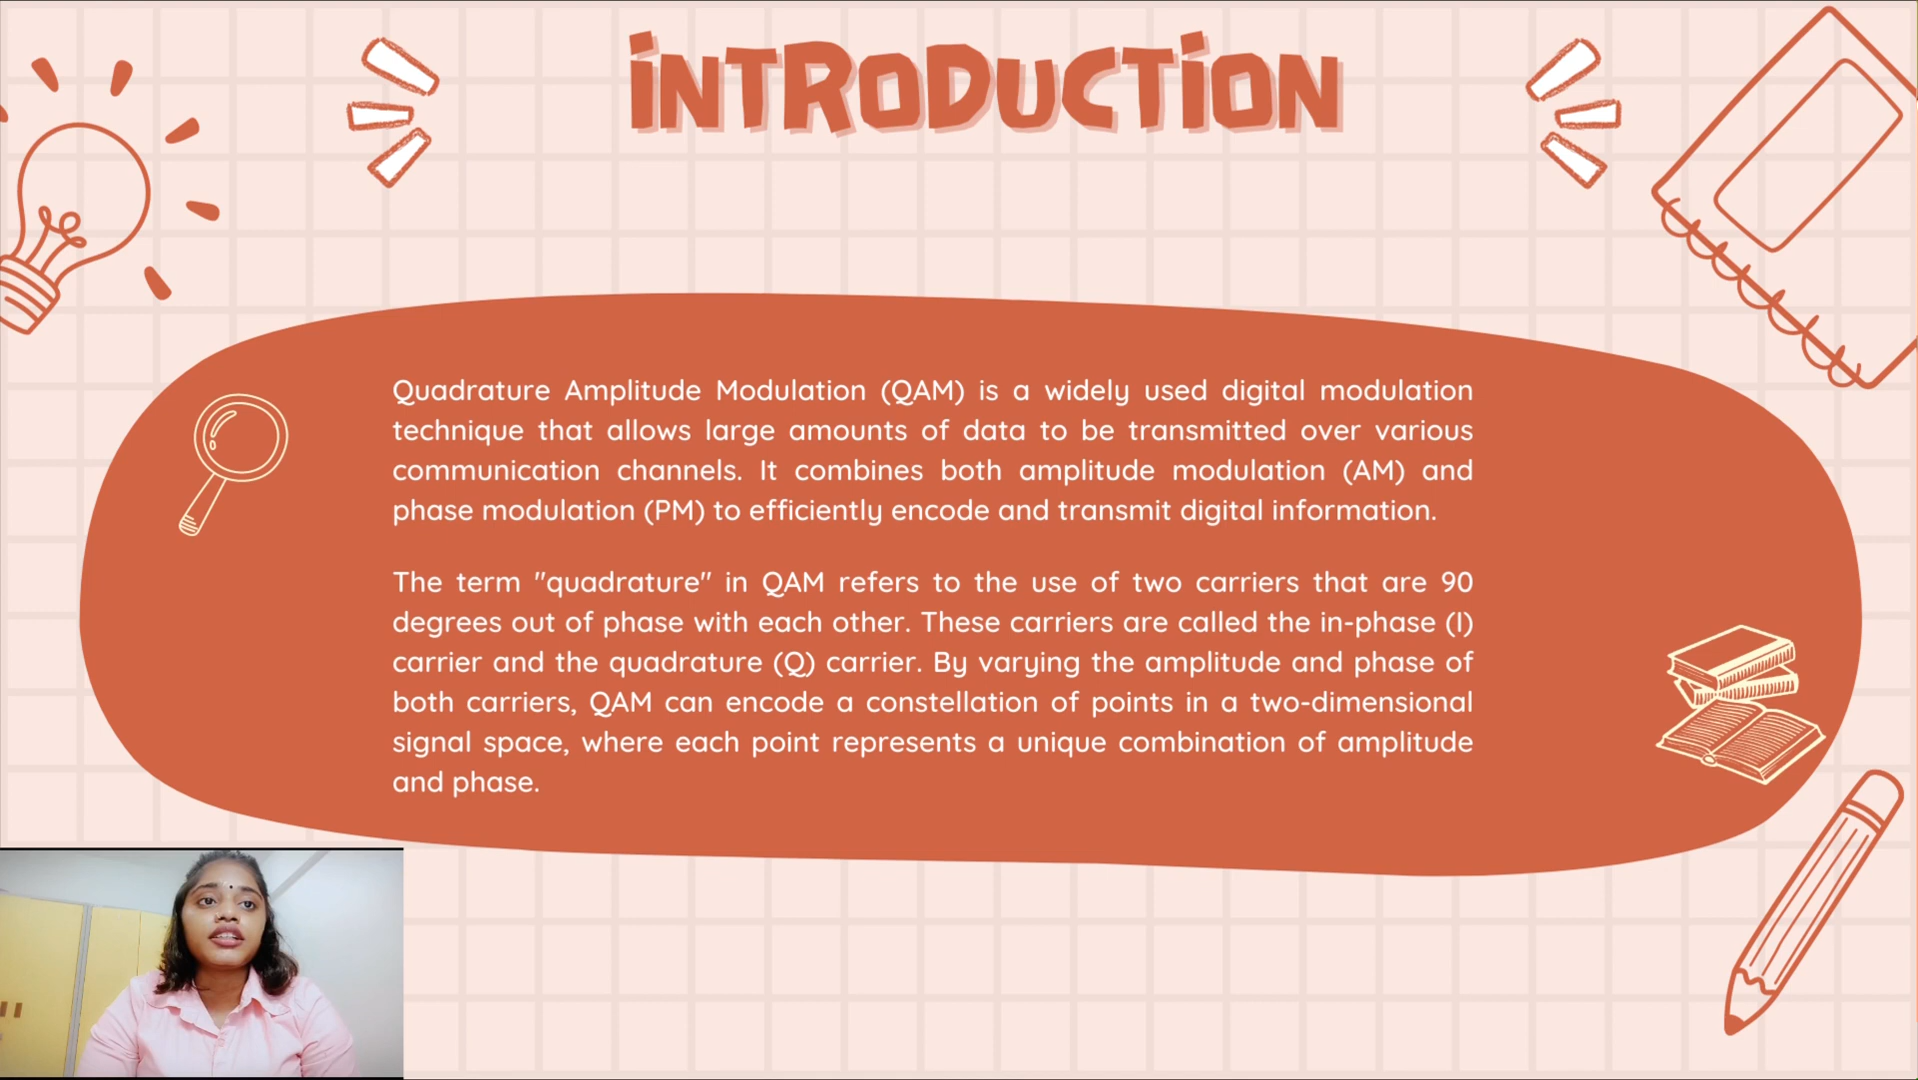 INTRODUCTION
Quadrature Amplitude Modulation (QAM) is a widely used digital modulation
technique that allows large amounts of data to be transmitted over various
communication channels. It combines both amplitude modulation (AM) and
phase modulation (PM) to efficiently encode and transmit digital information.
The term "quadrature" in QAM refers to the use of two carriers that are 90
degrees out of phase with each other. These carriers are called the in-phase (I)
carrier and the quadrature (Q) carrier. By varying the amplitude and phase of
both carriers, QAM can encode a constellation of points in a two-dimensional
signal space, where each point represents a unique combination of amplitude
and phase.